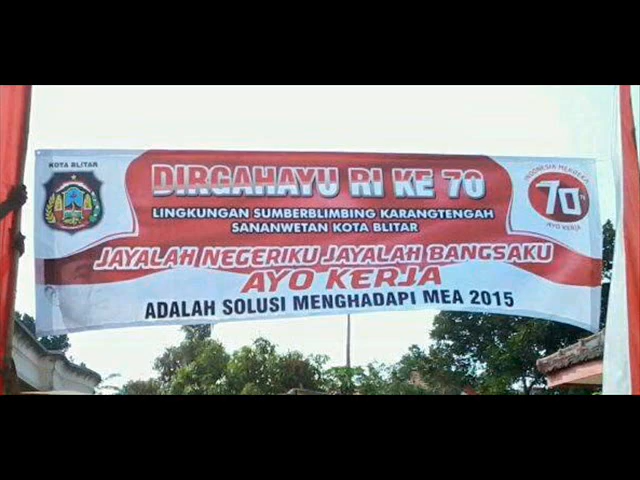 KOTA BLITAR
DIRGAHAYU RI KE 70
LINGKUNGAN SUMBERBLIMBING KARANGTENGAH
SANANWETAN KOTA BLITAR
JAYALAH NEGERIKU JAYALAH BANGSAKU
AYO KERJA
ADALAH SOLUSI MENGHADAPI MEA 2015
INDONESIA MERDEKA
70
AYO KERJA